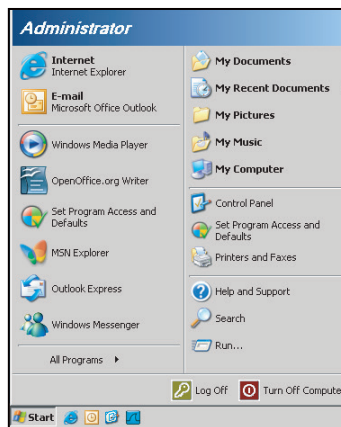 Administrator
Internet
Internet Explorer
E-mail
Microsoft Office Outlook
Windows Media Player
OpenOffice.org Writer
Set Program Access and
Defaults
MSN Explorer
Outlook Express
Windows Messenger
All Programs
My Documents
My Recent Documents
My Pictures
My Music
My Computer
Control Panel
Set Program Access and
Defaults
Printers and Faxes
Help and Support
Search
Run...
Log Off
Turn Off Compute
Start